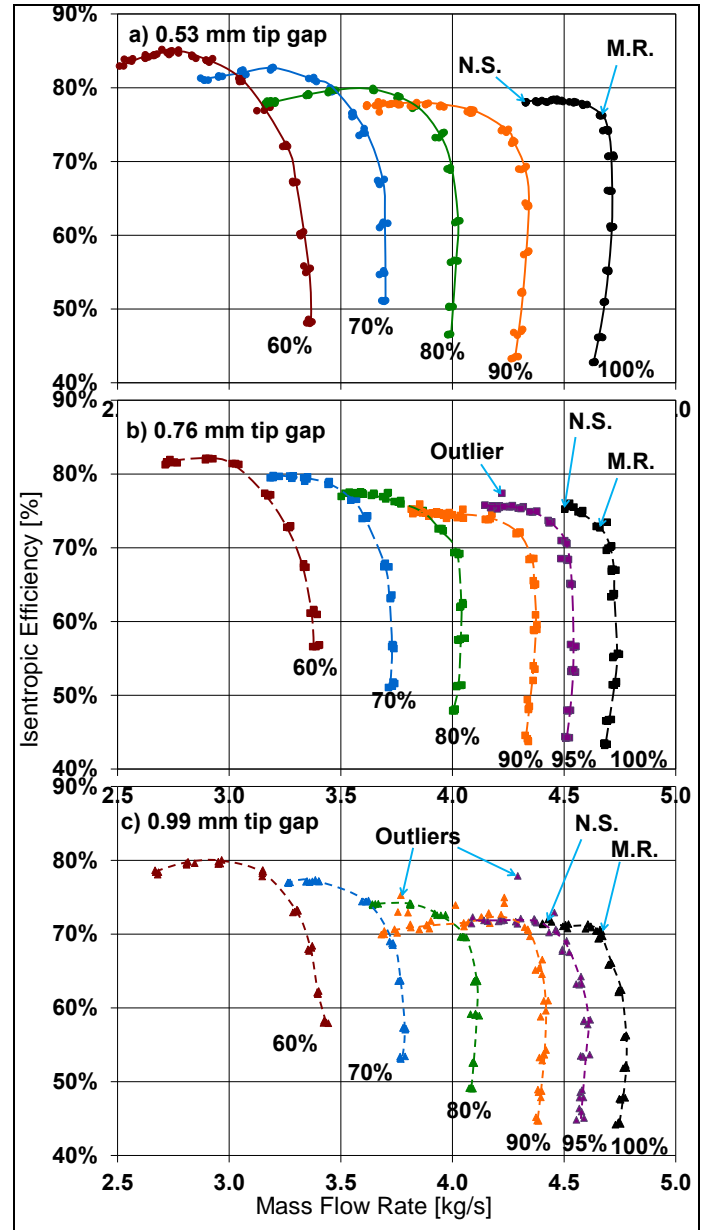 90%
a) 0.53 mm tip gap
M.R.
N.S.
80%
70%
60%
50%
70%
60%
80%
90%
100%
40%
2. .0
90%
b) 0.76 mm tip gap
N.S.
Outlier
M.R.
80%
70%
60%
60%
50%
70%
80%
90%
95%
100%
40%
2.5 3.0 3.5 4.0 4.5 5.0
90%
c) 0.99 mm tip gap
Outliers
N.S.
M.R.
80%
70%
60%
60%
70%
50%
80%
90%
95%
100%
40%
2.5 3.0 3.5 4.0 4.5 5.0
Mass Flow Rate [kg/s]
Isentropic Efficiency [%]